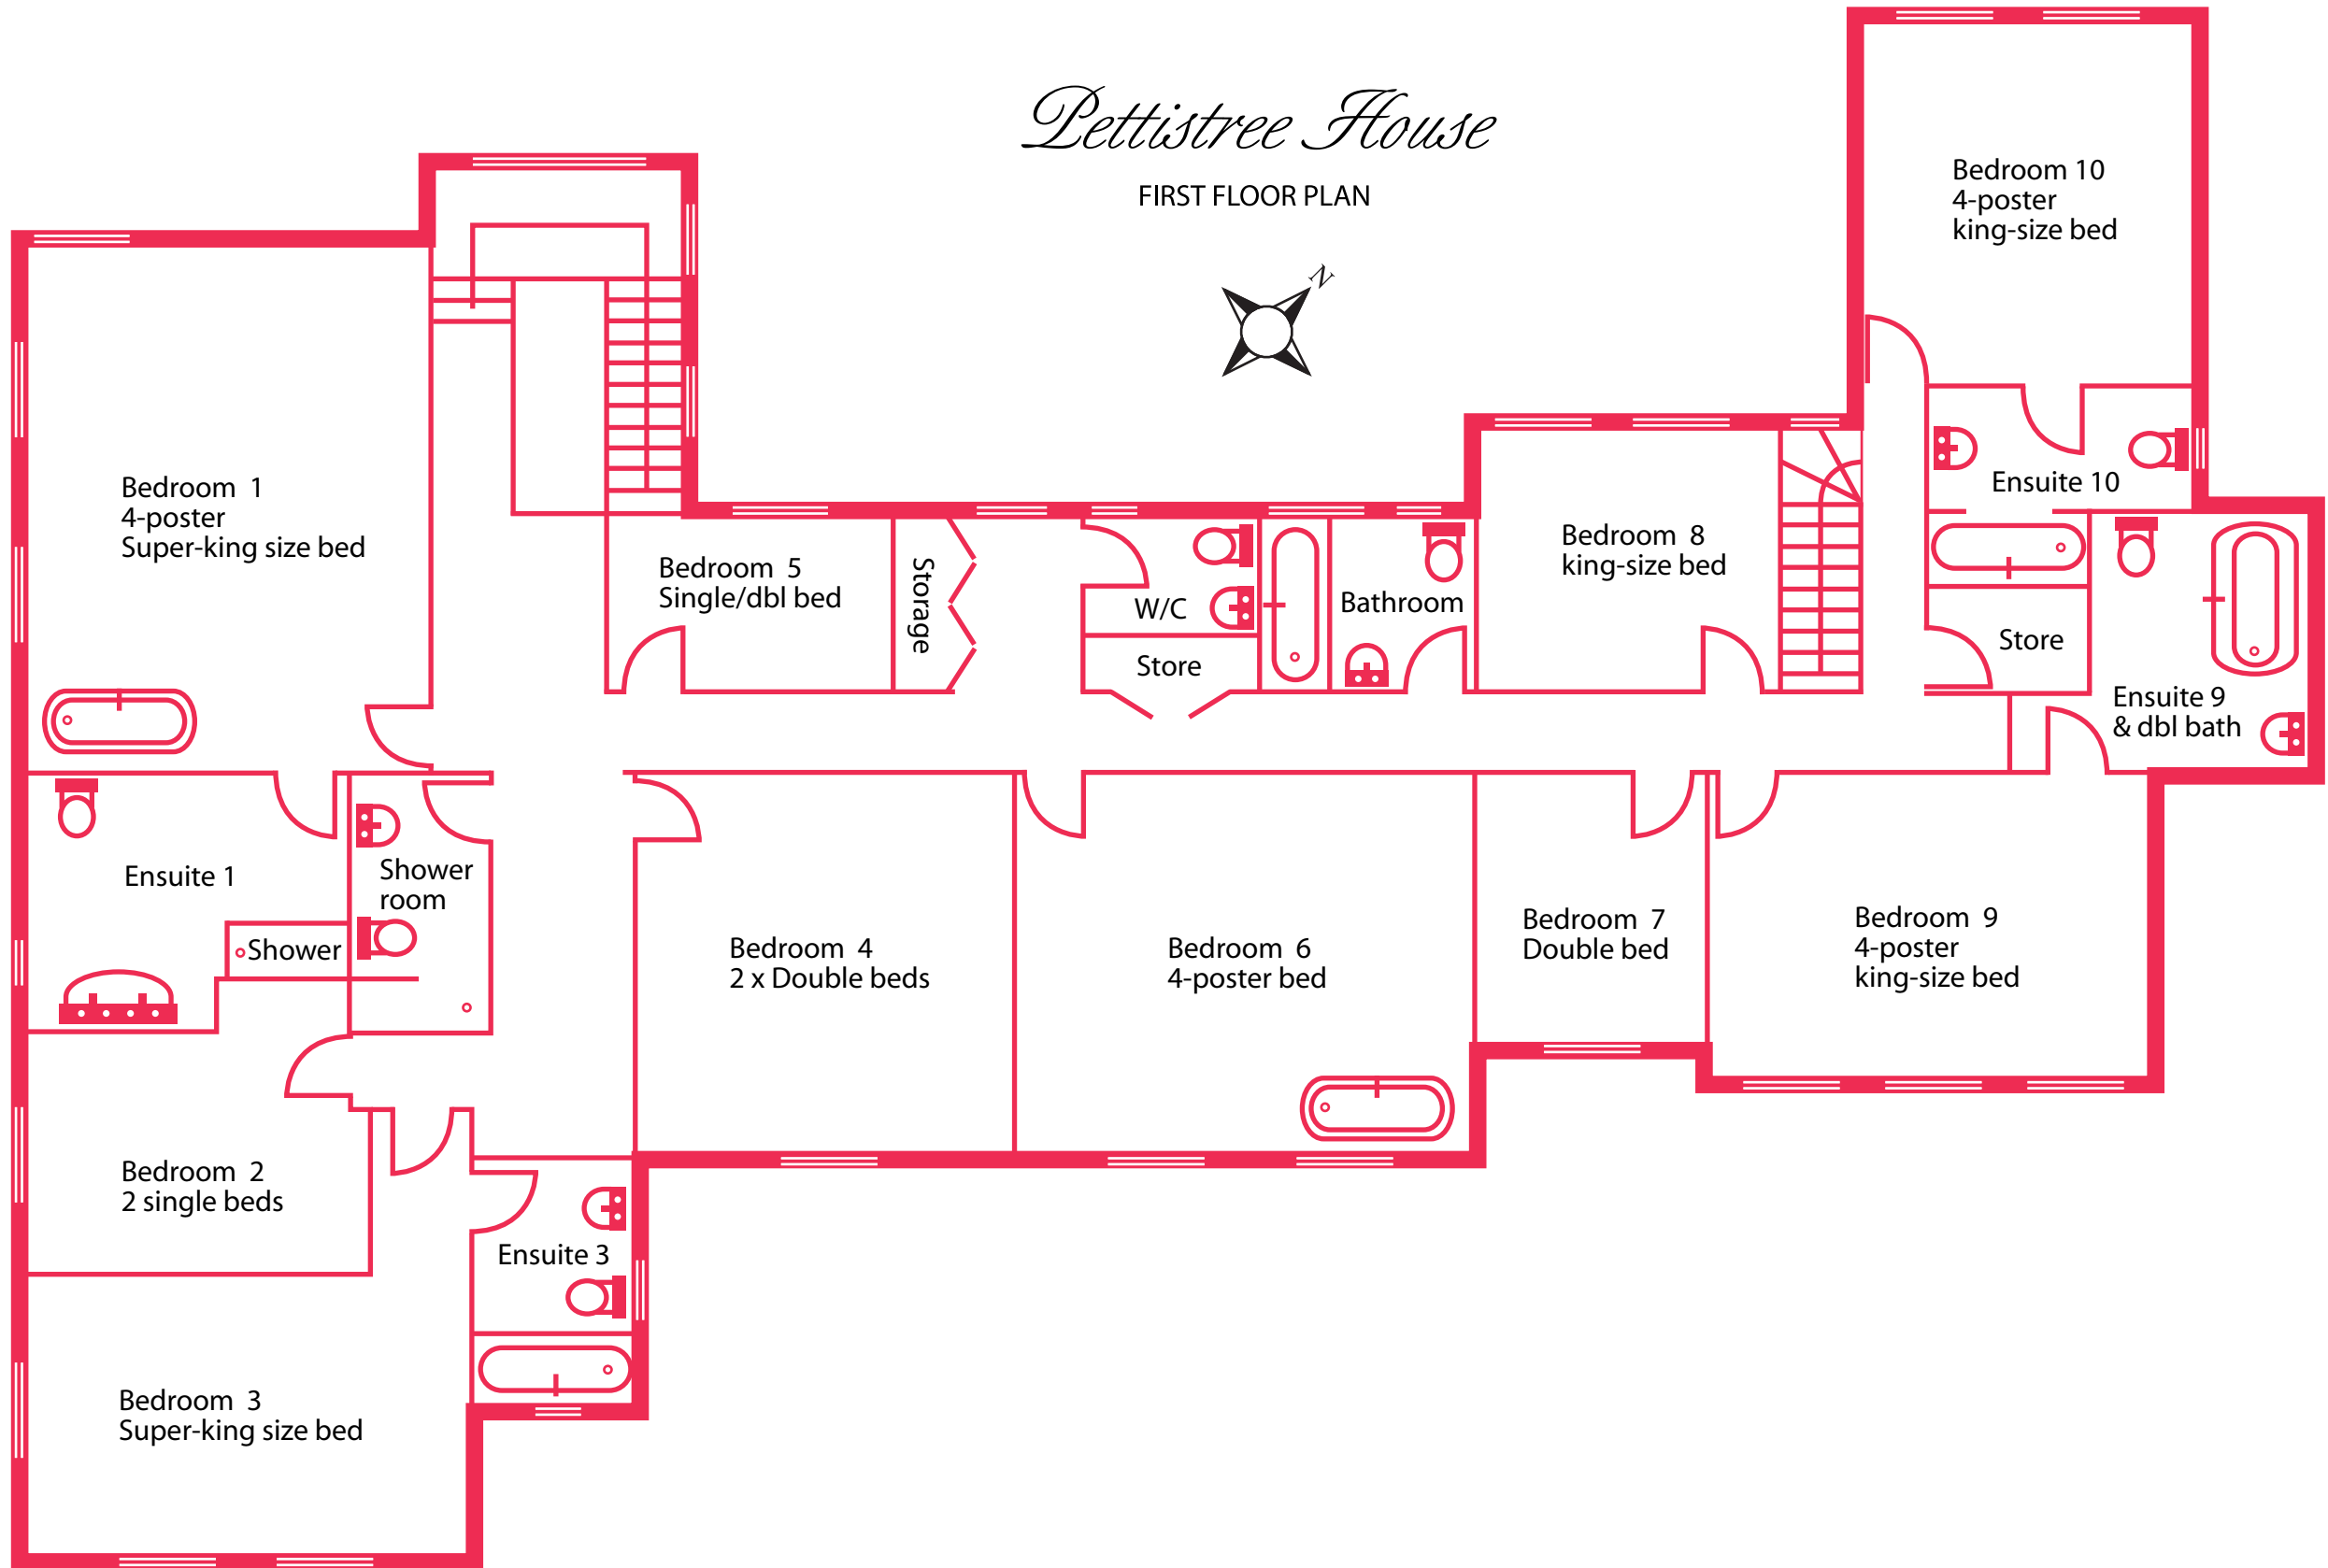 Pettistree House
FIRST FLOOR PLAN
N
Bedroom 10
4-poster
king-size bed
Bedroom 1
4-poster
Super-king size bed
Ensuite 10
Bedroom 5
Single/dbl bed
Storage
W/C
Store
Bathroom
Bedroom 8
king-size bed
Store
Ensuite 9
& dbl bath
Ensuite 1
Shower
Shower
room
Bedroom 4
2 x Double beds
Bedroom 6
4-poster bed
Bedroom 7
Double bed
Bedroom 9
4-poster
king-size bed
Bedroom 2
2 single beds
Ensuite 3
Bedroom 3
Super-king size bed